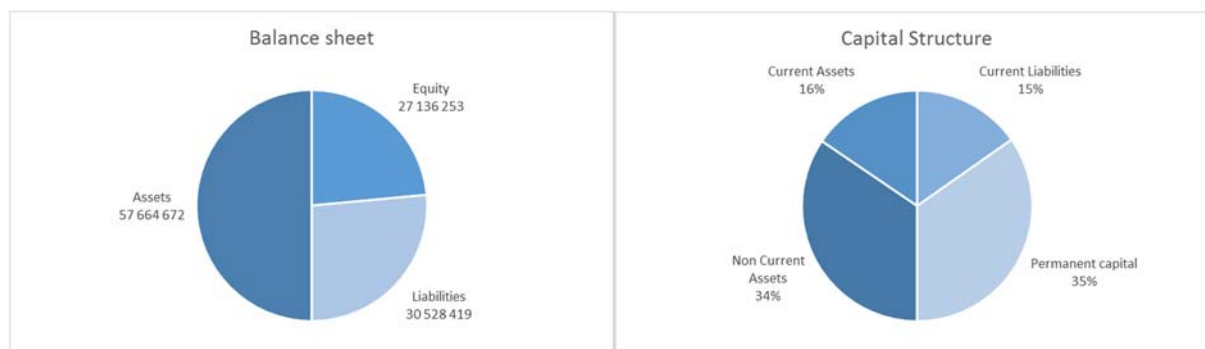 Balance sheet
Equity
27 136 253
Assets
57 664 672
Liabilities
30 528 419
Capital Structure
Current Assets
16%
Current Liabilities
15%
Non Current
Assets
34%
Permanent capital
35%